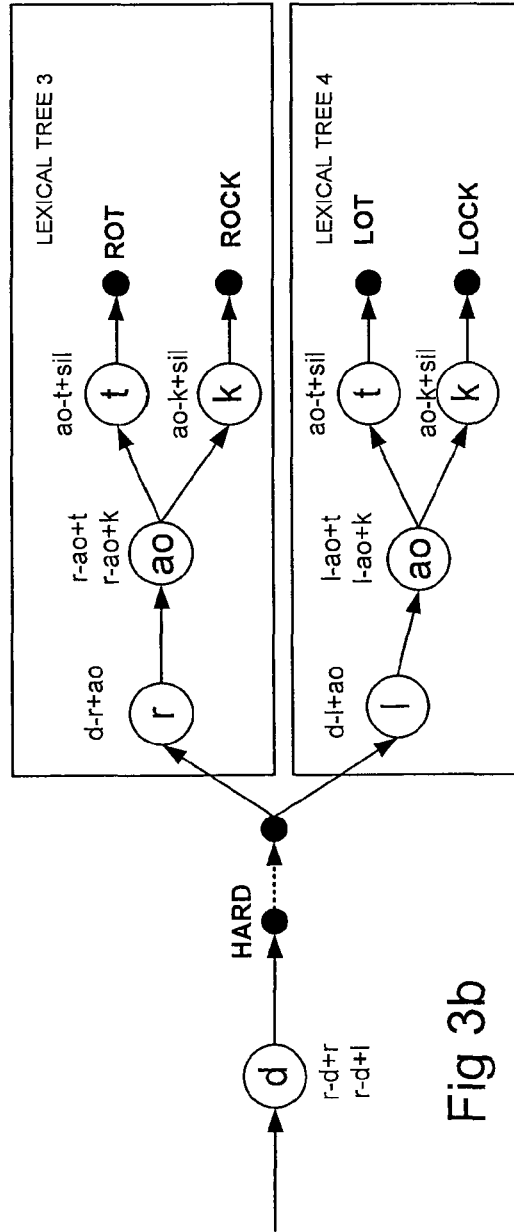 LEXICAL TREE 3
ao-t+sil
t
ROT
r-ao+t
r-ao+k
ao
d-r+ao
r
ao-k+sil
k
ROCK
HARD
d
r-d+r
r-d+l
LEXICAL TREE 4
ao-t+sil
t
LOT
l-ao+t
l-ao+k
ao
d-l+ao
l
ao-k+sil
k
LOCK
Fig 3b